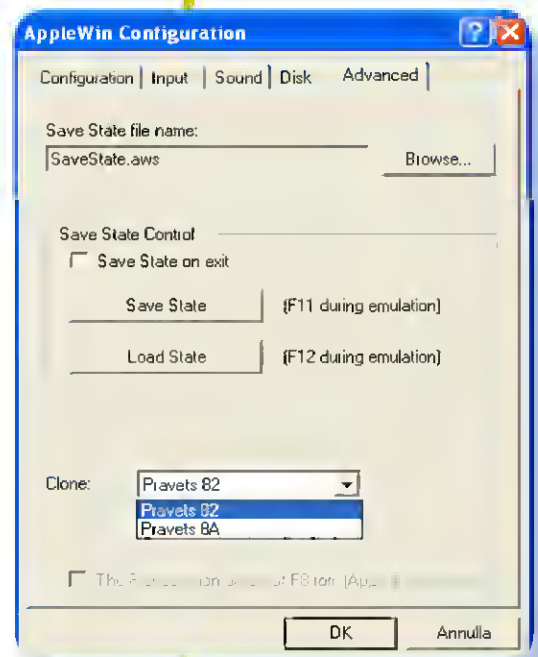 AppleWin Configuration
Configuration Input Sound Disk Advanced
Save State file name:
SaveState.aws Browse...
Save State Control
Save State on exit
Save State (F11 during emulation)
Load State (F12 during emulation)
Clone: Pravets 82
Pravets 82
Pravets 8A
The
OK Annulla